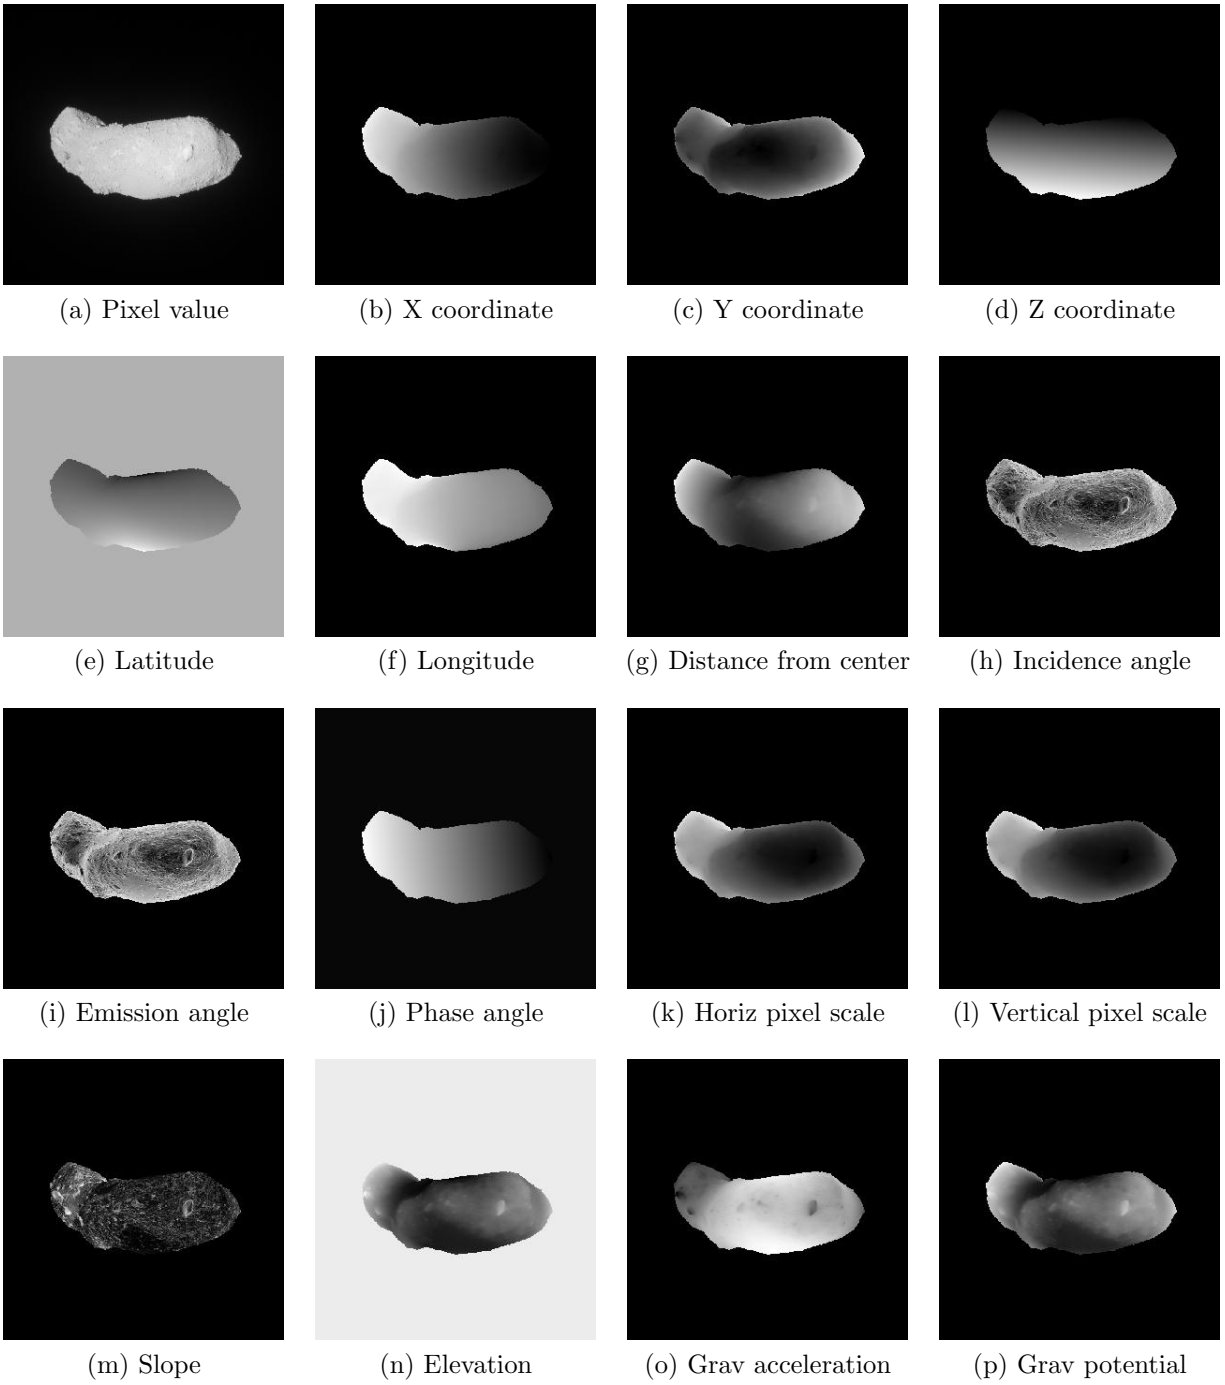 (a) Pixel value
(b) X coordinate
(c) Y coordinate
(d) Z coordinate
(e) Latitude
(f) Longitude
(g) Distance from center
(h) Incidence angle
(i) Emission angle
(j) Phase angle
(k) Horiz pixel scale
(l) Vertical pixel scale
(m) Slope
(n) Elevation
(o) Grav acceleration
(p) Grav potential